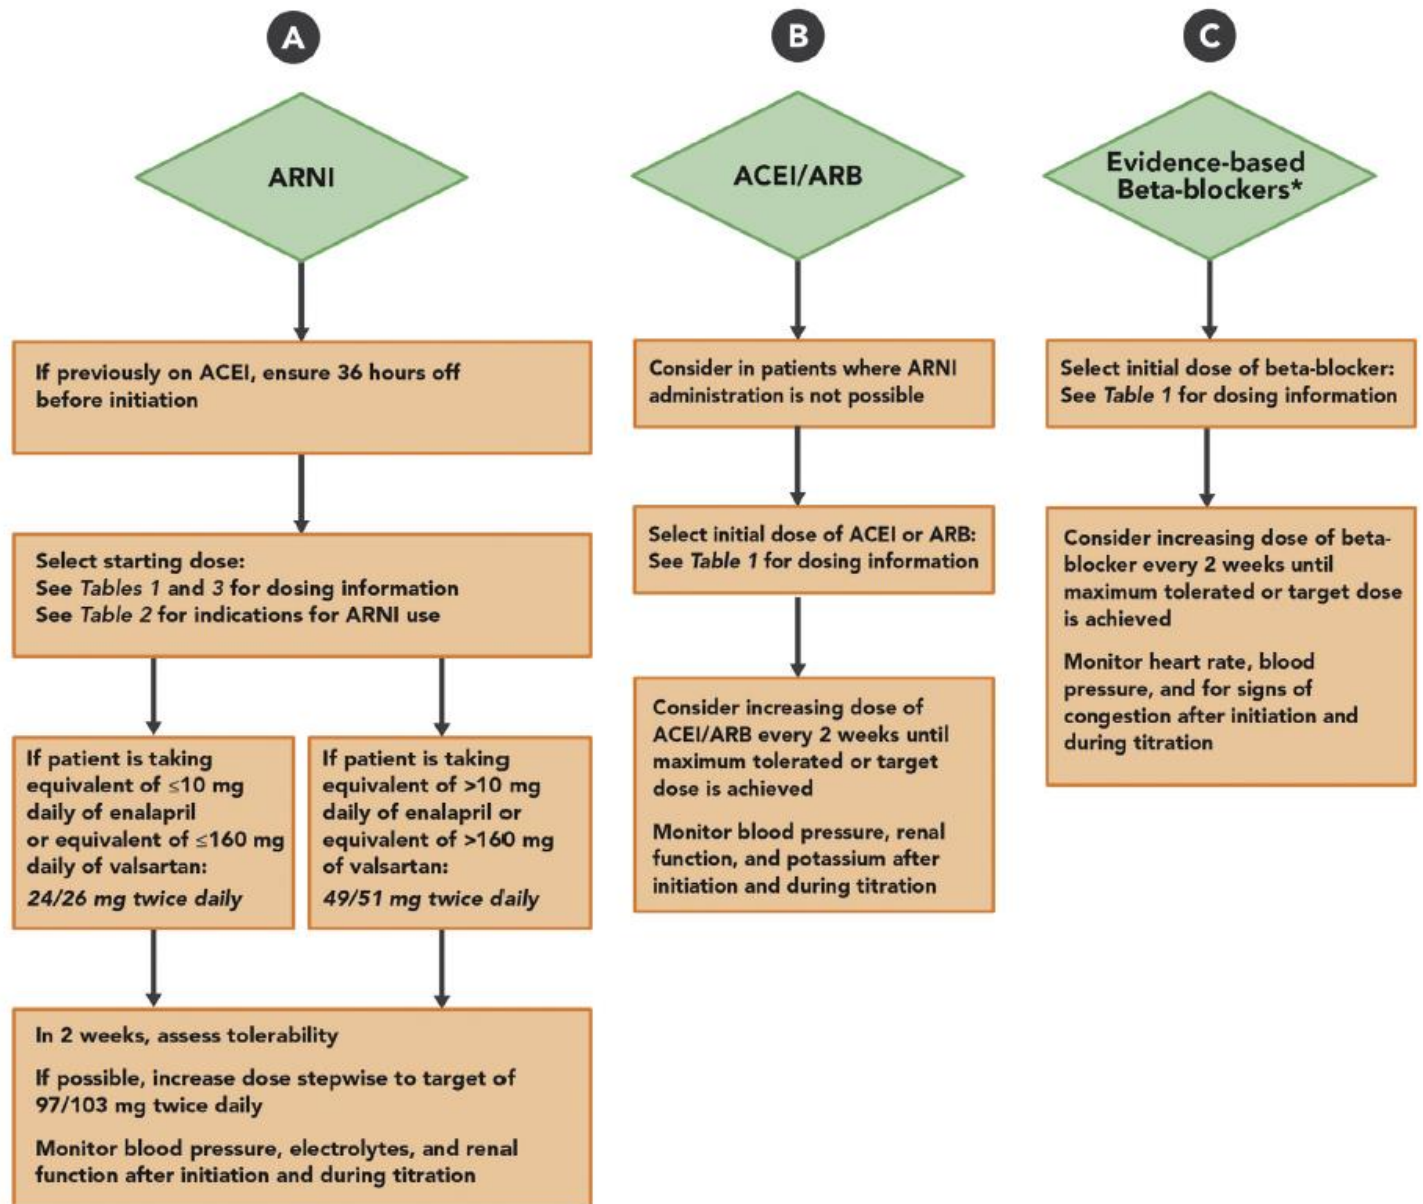 A
ARNI
If previously on ACEI, ensure 36 hours off
before initiation
Select starting dose:
See Tables 1 and 3 for dosing information
See Table 2 for indications for ARNI use
If patient is taking
equivalent of ≤10 mg
daily of enalapril
or equivalent of ≤160 mg
daily of valsartan:
24/26 mg twice daily
If patient is taking
equivalent of >10 mg
daily of enalapril or
equivalent of >160 mg
of valsartan:
49/51 mg twice daily
In 2 weeks, assess tolerability
If possible, increase dose stepwise to target of
97/103 mg twice daily
Monitor blood pressure, electrolytes, and renal
function after initiation and during titration
B
ACEI/ARB
Consider in patients where ARNI
administration is not possible
Select initial dose of ACEI or ARB:
See Table 1 for dosing information
Consider increasing dose of
ACEI/ARB every 2 weeks until
maximum tolerated or target
dose is achieved
Monitor blood pressure, renal
function, and potassium after
initiation and during titration
C
Evidence-based
Beta-blockers*
Select initial dose of beta-blocker:
See Table 1 for dosing information
Consider increasing dose of beta-
blocker every 2 weeks until
maximum tolerated or target dose
is achieved
Monitor heart rate, blood
pressure, and for signs of
congestion after initiation and
during titration